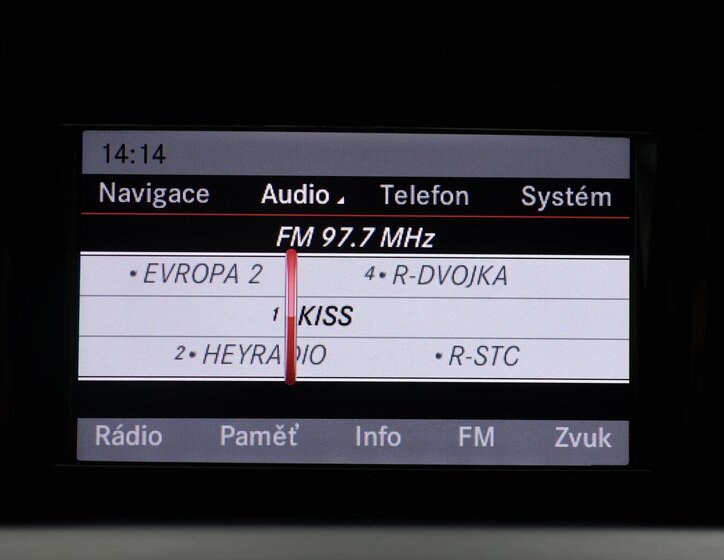 14:14
Navigace Audio Telefon Systém
FM 97.7 MHz
• EVROPA 2 4• R-DVOJKA
1 KISS
2• HEYRADIO • R-STC
Rádio Paměť Info FM Zvuk